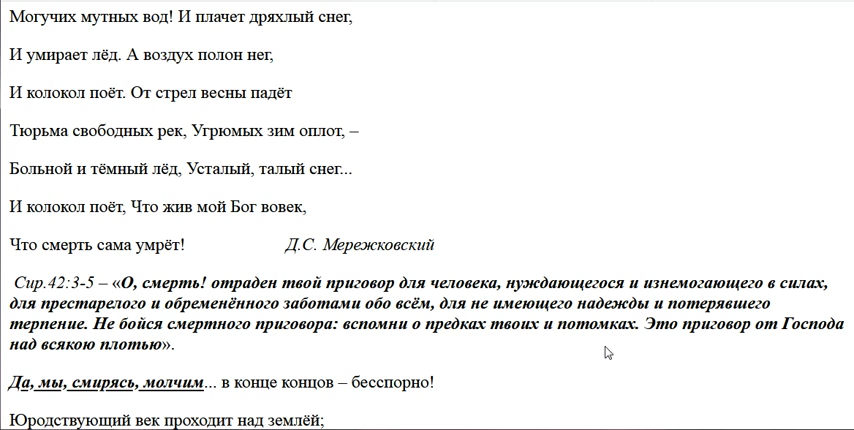 Могучих мутных вод! И плачет дряхлый снег,
И умирает лёд. А воздух полон нег,
И колокол поёт. От стрел весны падёт
Тюрьма свободных рек, Угрюмых зим оплот, –
Больной и тёмный лёд, Усталый, талый снег...
И колокол поёт, Что жив мой Бог вовек,
Что смерть сама умрёт! Д.С. Мережковский
Сир.42:3-5 – «О, смерть! отраден твой приговор для человека, нуждающегося и изнемогающего в силах,
для престарелого и обременённого заботами обо всём, для не имеющего надежды и потерявшего
терпение. Не бойся смертного приговора: вспомни о предках твоих и потомках. Это приговор от Господа
над всякою плотью».
Да, мы, смирясь, молчим... в конце концов – бесспорно!
Юродствующий век проходит над землёй;